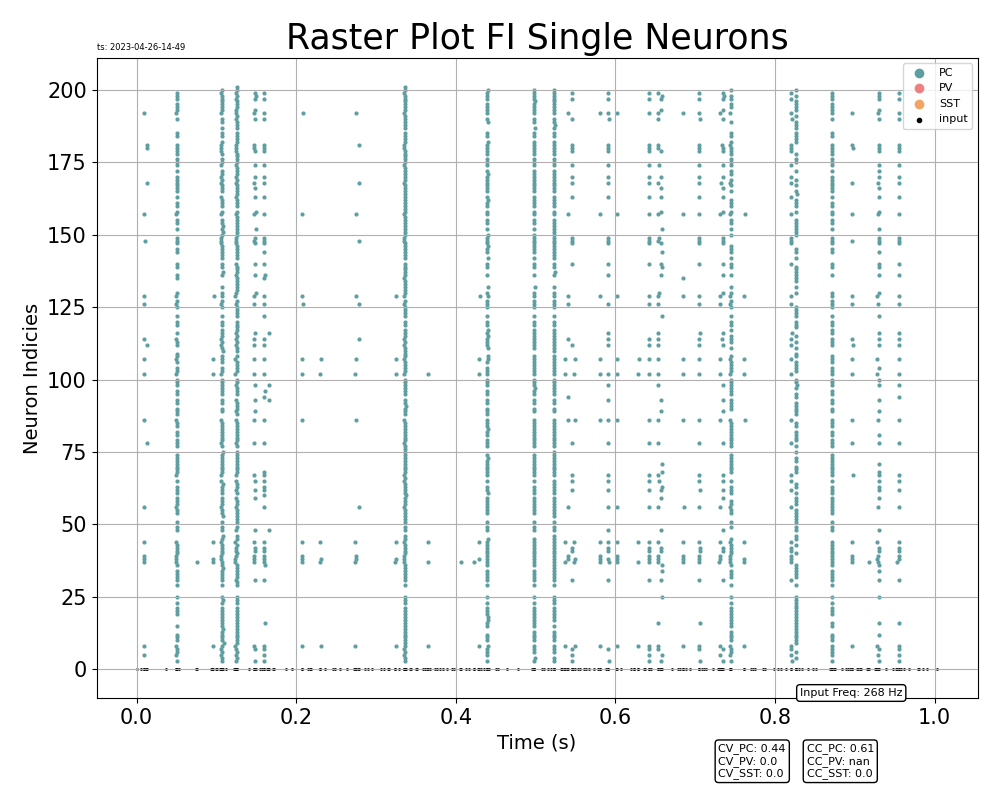 Raster Plot FI Single Neurons
ts: 2023-04-26-14-49
PC
PV
SST
input
Neuron Indicies
200
175
150
125
100
75
50
25
0
0.0 0.2 0.4 0.6 0.8 1.0
Input Freq: 268 Hz
Time (s)
CV_PC: 0.44
CV_PV: 0.0
CV_SST: 0.0
CC_PC: 0.61
CC_PV: nan
CC_SST: 0.0